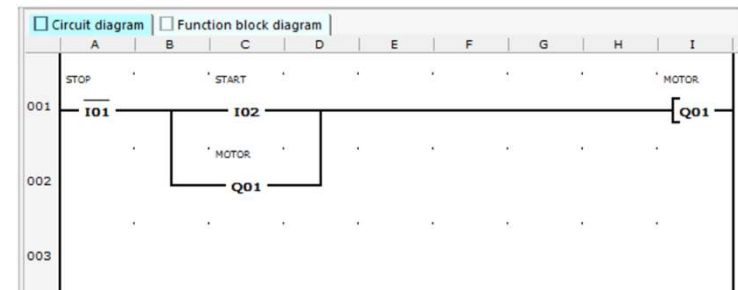 Circuit diagram Function block diagram
A B C D E F G H I
STOP START MOTOR
001 I01 I02 [Q01
MOTOR
002 Q01
003